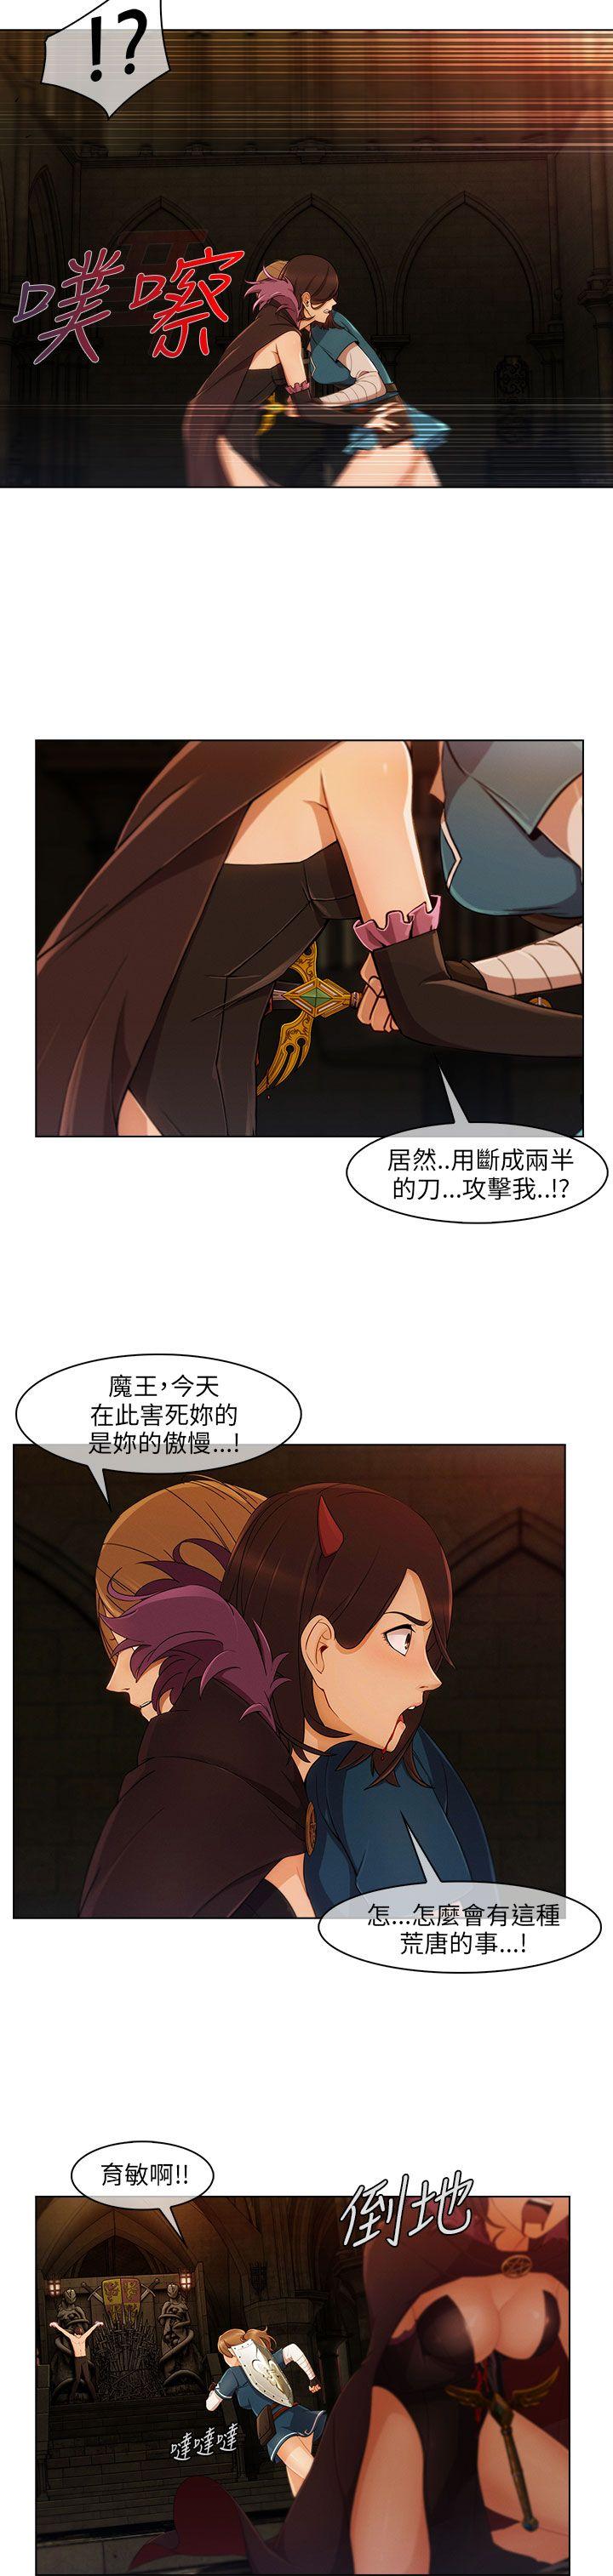 !?
噗嚓
居然..用斷成兩半
的刀...攻擊我..!?
魔王,今天
在此害死妳的
是妳的傲慢...!
怎...怎麼會有這種
荒唐的事...!
育敏啊!!
倒地
噠噠噠